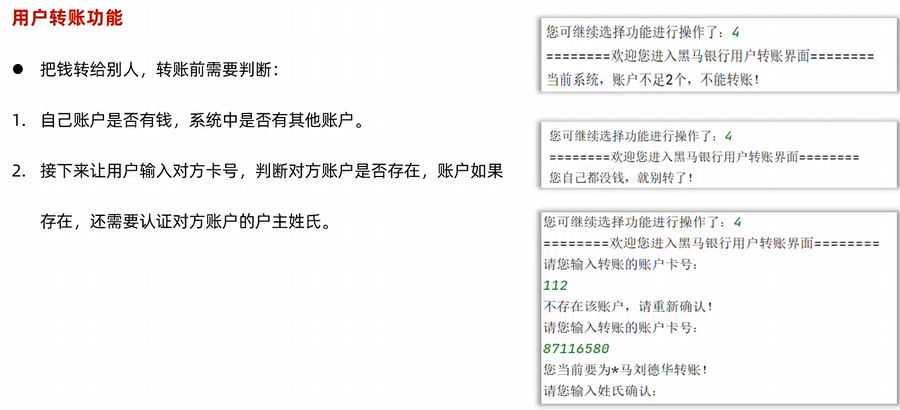 用户转账功能
● 把钱转给别人，转账前需要判断：
1. 自己账户是否有钱，系统中是否有其他账户。
2. 接下来让用户输入对方卡号，判断对方账户是否存在，账户如果
存在，还需要认证对方账户的户主姓氏。
您可继续选择功能进行操作了：4
========欢迎您进入黑马银行用户转账界面========
当前系统，账户不足2个，不能转账！
您可继续选择功能进行操作了：4
========欢迎您进入黑马银行用户转账界面========
您自己都没钱，就别转了！
您可继续选择功能进行操作了：4
========欢迎您进入黑马银行用户转账界面========
请您输入转账的账户卡号：
112
不存在该账户，请重新确认！
请您输入转账的账户卡号：
87116580
您当前要为*马刘德华转账！
请您输入姓氏确认：